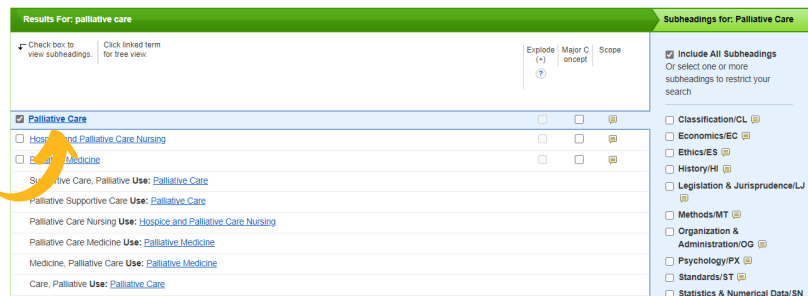 Results For: palliative care
Check box to
view subheadings.
Click linked term
for tree view.
Explode
(+)
?
Major C
oncept
Scope
Palliative Care
Hospice and Palliative Care Nursing
Medicine
Supportive Care, Palliative Use: Palliative Care
Palliative Supportive Care Use: Palliative Care
Palliative Care Nursing Use: Hospice and Palliative Care Nursing
Palliative Care Medicine Use: Palliative Medicine
Medicine, Palliative Care Use: Palliative Medicine
Care, Palliative Use: Palliative Care
Subheadings for: Palliative Care
Include All Subheadings
Or select one or more
subheadings to restrict your
search
Classification/CL
Economics/EC
Ethics/ES
History/HI
Legislation & Jurisprudence/LJ
Methods/MT
Organization &
Administration/OG
Psychology/PX
Standards/ST
Statistics & Numerical Data/SN